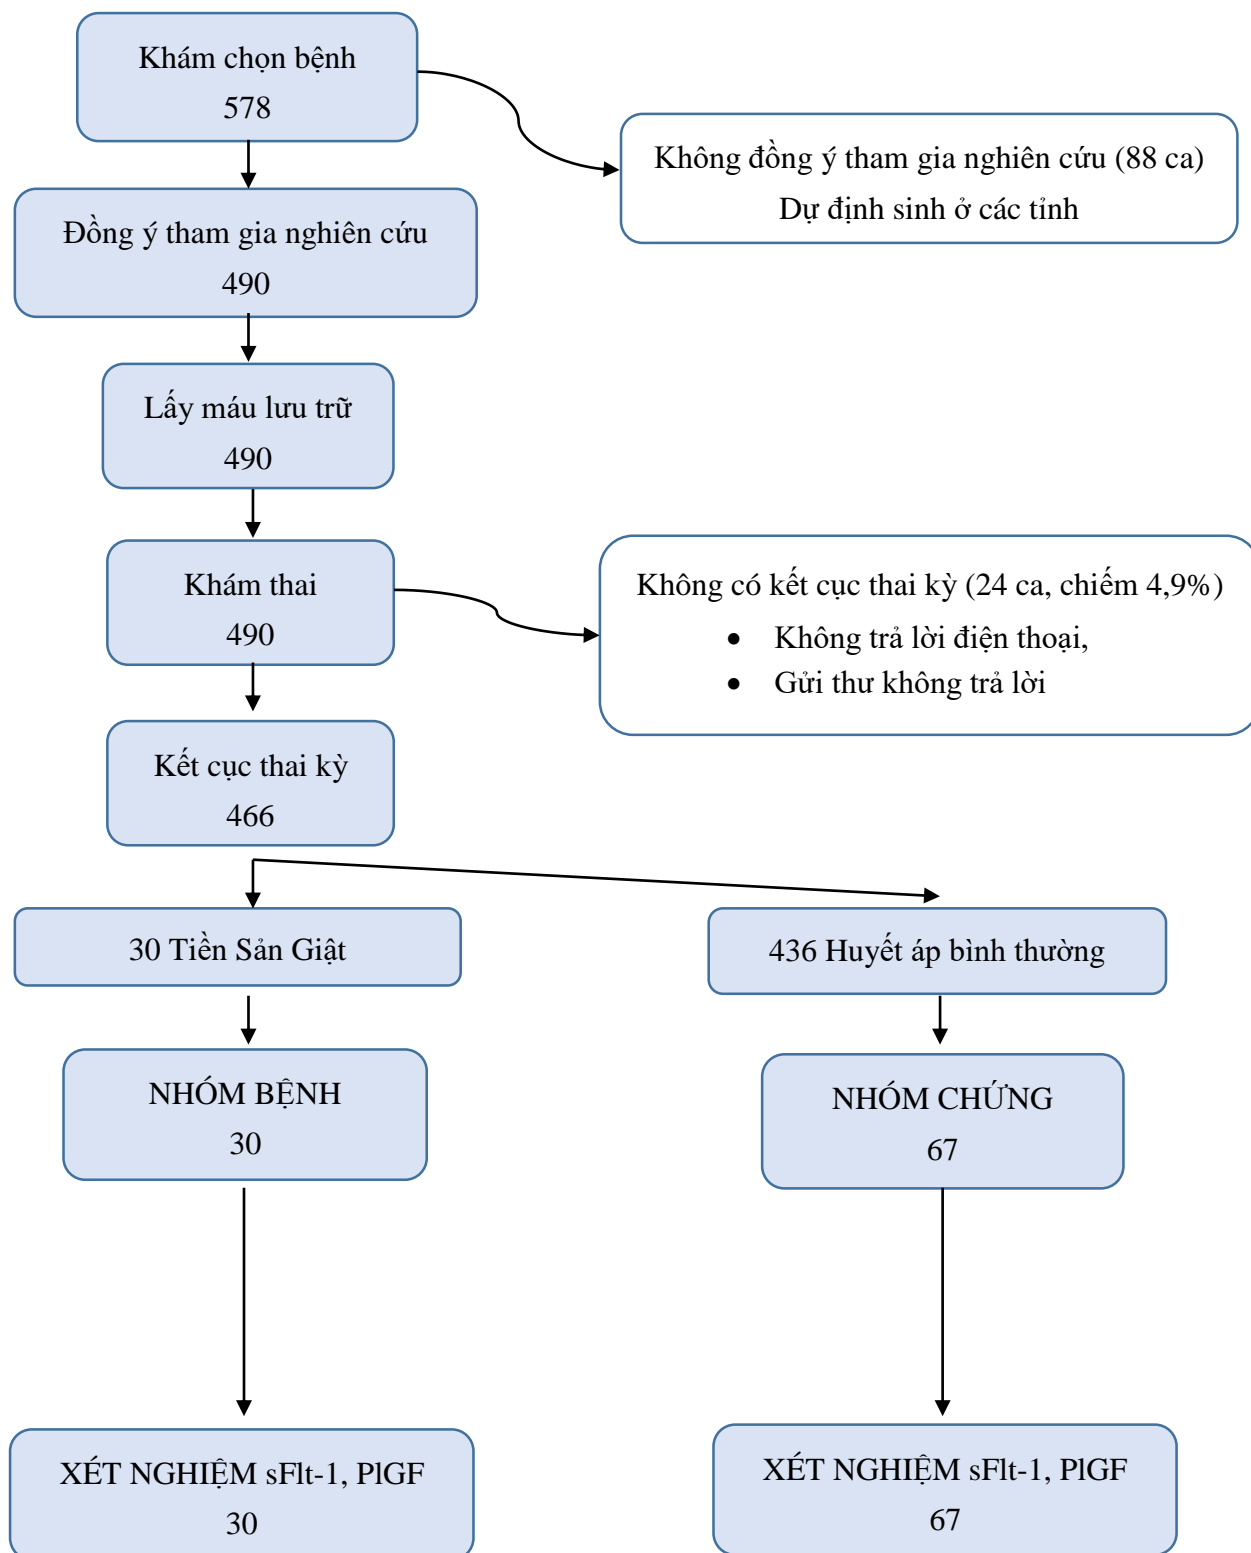 Khám chọn bệnh
578
Không đồng ý tham gia nghiên cứu (88 ca)
Dự định sinh ở các tỉnh
Đồng ý tham gia nghiên cứu
490
Lấy máu lưu trữ
490
Khám thai
490
Không có kết cục thai kỳ (24 ca, chiếm 4,9%)
• Không trả lời điện thoại,
• Gửi thư không trả lời
Kết cục thai kỳ
466
30 Tiền Sản Giật
436 Huyết áp bình thường
NHÓM BỆNH
30
NHÓM CHỨNG
67
XÉT NGHIỆM sFlt-1, PlGF
30
XÉT NGHIỆM sFlt-1, PlGF
67